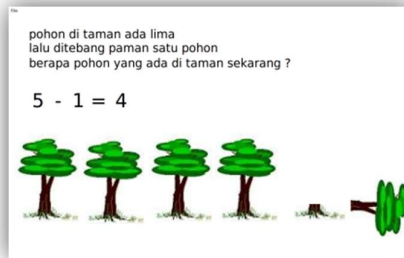 pohon di taman ada lima
lalu ditebang paman satu pohon
berapa pohon yang ada di taman sekarang ?
5 - 1 = 4